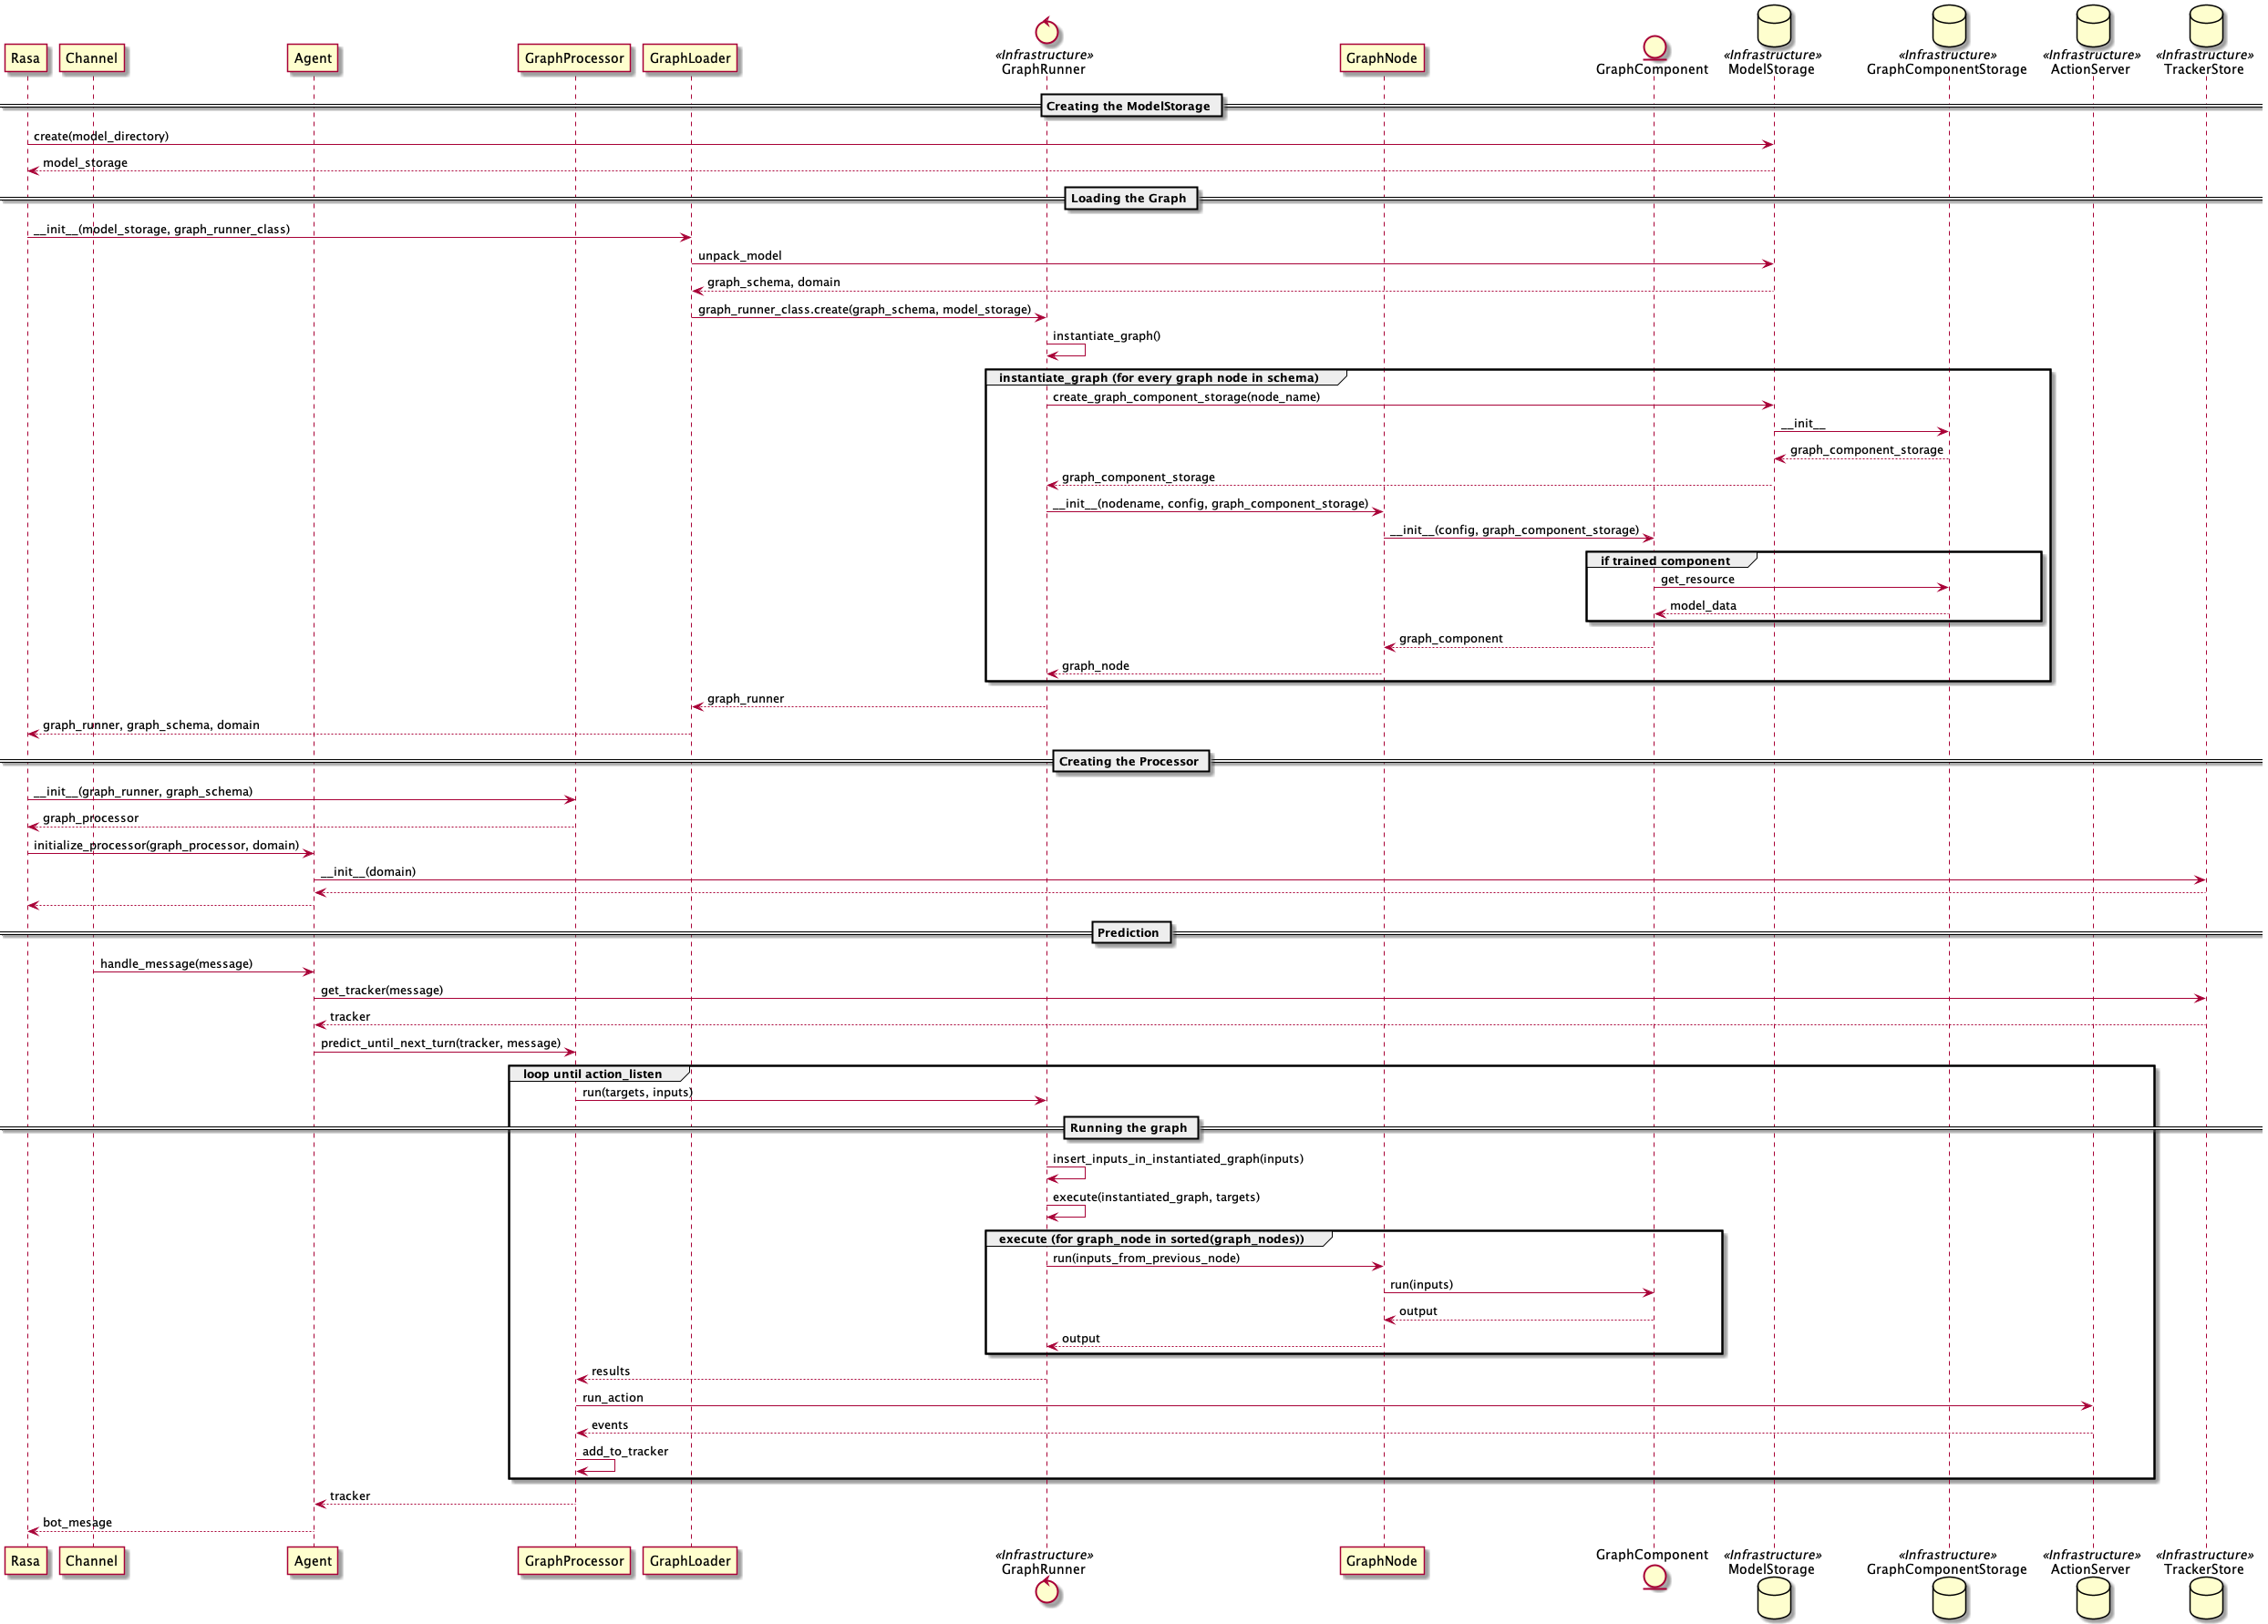 Rasa
Channel
Agent
GraphProcessor
GraphLoader
«Infrastructure»
GraphRunner
GraphNode
GraphComponent
«Infrastructure»
ModelStorage
«Infrastructure»
GraphComponentStorage
«Infrastructure»
ActionServer
«Infrastructure»
TrackerStore
Creating the ModelStorage
create(model_directory)
model_storage
Loading the Graph
__init__(model_storage, graph_runner_class)
unpack_model
graph_schema, domain
graph_runner_class.create(graph_schema, model_storage)
instantiate_graph()
instantiate_graph (for every graph node in schema)
create_graph_component_storage(node_name)
__init__
graph_component_storage
graph_component_storage
__init__(nodename, config, graph_component_storage)
__init__(config, graph_component_storage)
if trained component
get_resource
model_data
graph_component
graph_node
graph_runner
graph_runner, graph_schema, domain
Creating the Processor
__init__(graph_runner, graph_schema)
graph_processor
initialize_processor(graph_processor, domain)
__init__(domain)
Prediction
handle_message(message)
get_tracker(message)
tracker
predict_until_next_turn(tracker, message)
loop until action_listen
run(targets, inputs)
Running the graph
insert_inputs_in_instantiated_graph(inputs)
execute(instantiated_graph, targets)
execute (for graph_node in sorted(graph_nodes))
run(inputs_from_previous_node)
run(inputs)
output
output
results
run_action
events
add_to_tracker
tracker
bot_mesage
Rasa
Channel
Agent
GraphProcessor
GraphLoader
«Infrastructure»
GraphRunner
GraphNode
GraphComponent
«Infrastructure»
ModelStorage
«Infrastructure»
GraphComponentStorage
«Infrastructure»
ActionServer
«Infrastructure»
TrackerStore